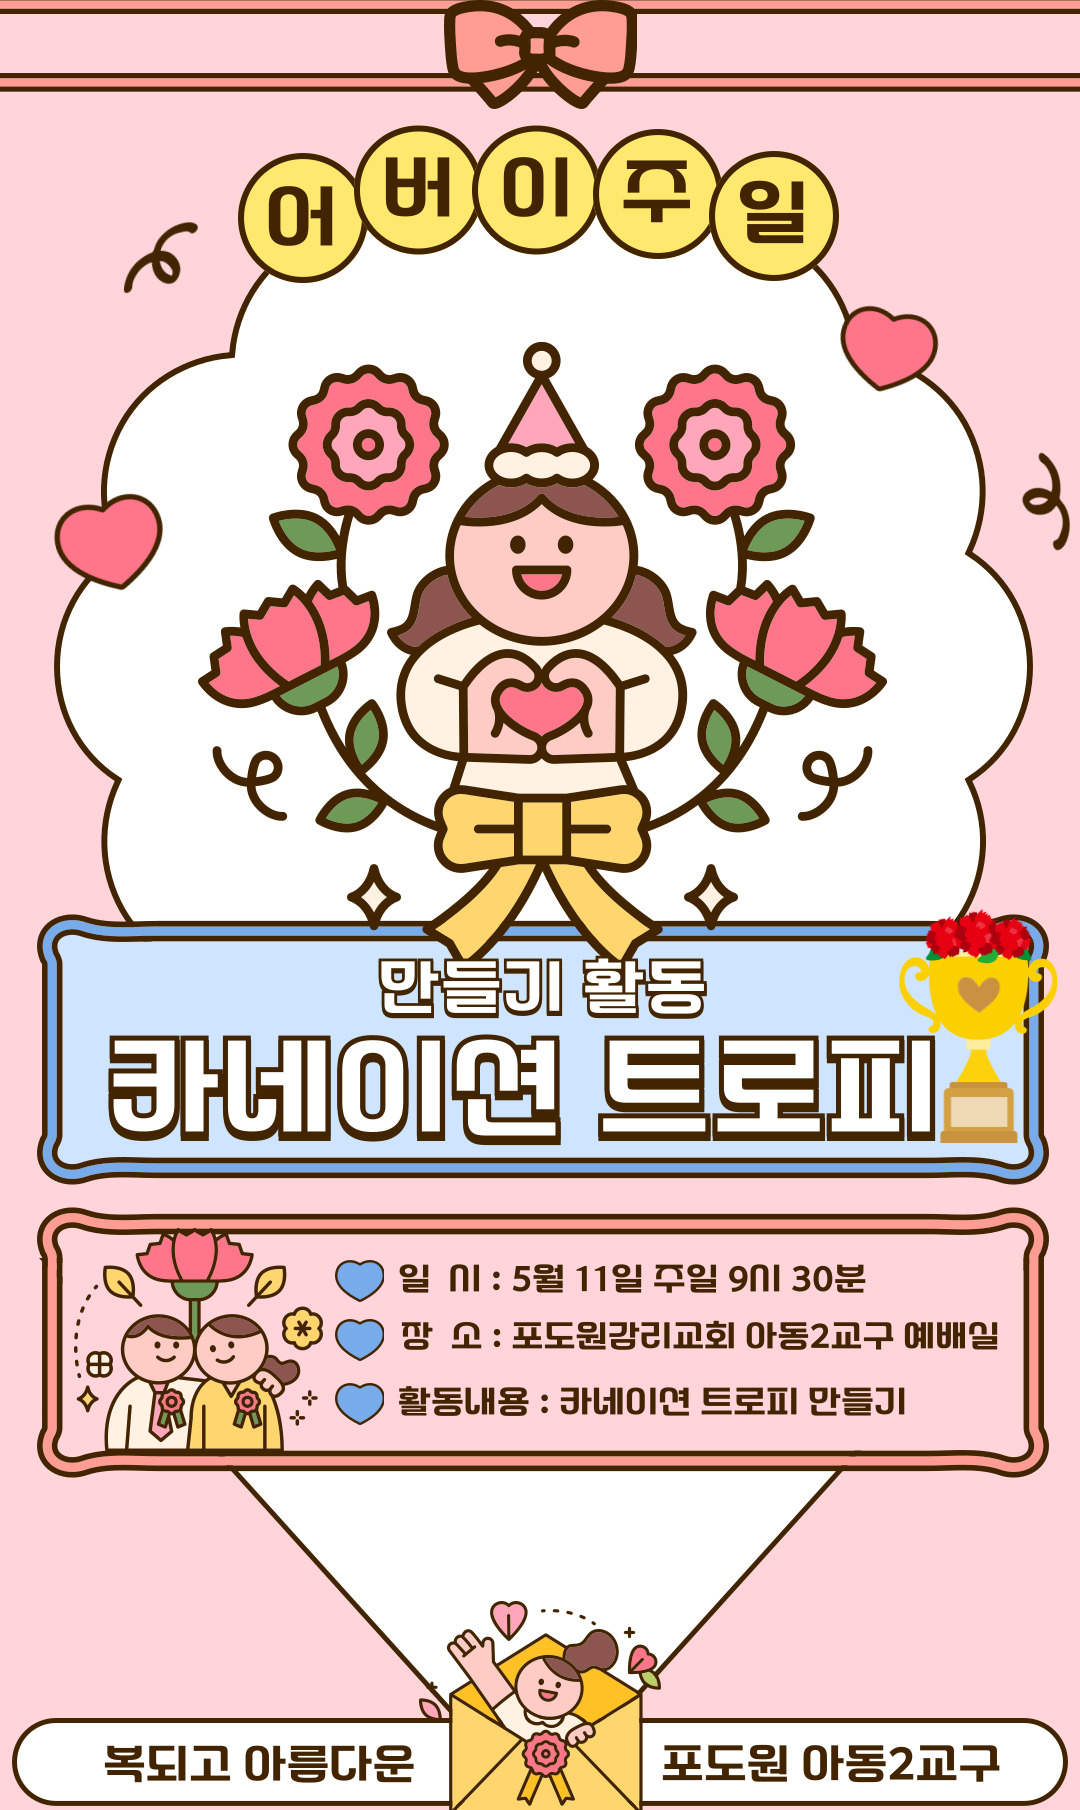 어버이주일
만들기 활동
카네이션 트로피
일 시 : 5월 11일 주일 9시 30분
장 소 : 포도원감리교회 아동2교구 예배실
활동내용 : 카네이션 트로피 만들기
복되고 아름다운
포도원 아동2교구